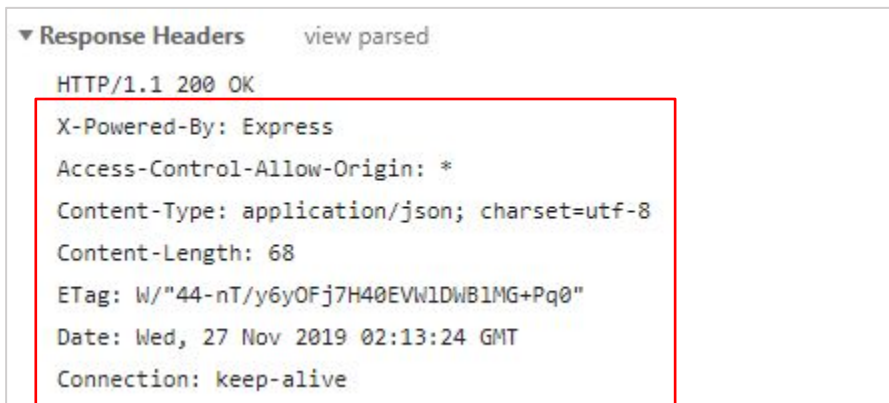 ▼ Response Headers view parsed
HTTP/1.1 200 OK
X-Powered-By: Express
Access-Control-Allow-Origin: *
Content-Type: application/json; charset=utf-8
Content-Length: 68
ETag: W/"44-nT/y6yOFj7H40EVWlDWBlMG+Pq0"
Date: Wed, 27 Nov 2019 02:13:24 GMT
Connection: keep-alive